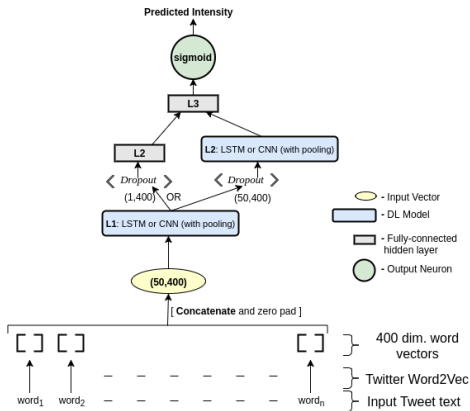 Predicted Intensity
sigmoid
L3
L2
L2: LSTM or CNN (with pooling)
Dropout
Dropout
(1,400) OR (50,400)
L1: LSTM or CNN (with pooling)
(50,400)
[ Concatenate and zero pad ]
- Input Vector
- DL Model
- Fully-connected
hidden layer
- Output Neuron
400 dim. word
vectors
Twitter Word2Vec
word1 word2 wordn
Input Tweet text